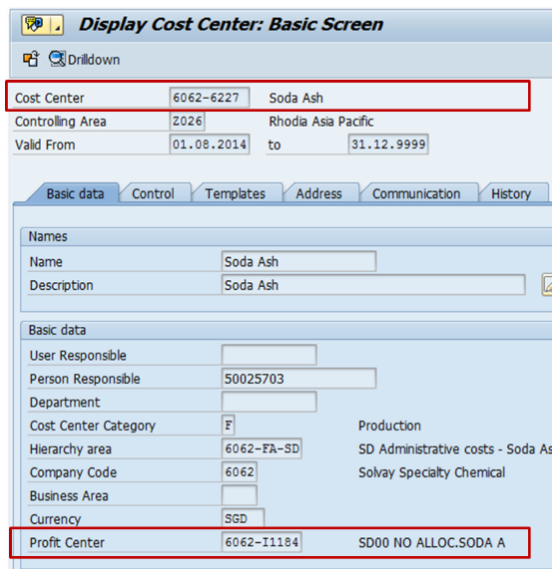 Display Cost Center: Basic Screen
Drilldown
Cost Center 6062-6227 Soda Ash
Controlling Area Z026 Rhodia Asia Pacific
Valid From 01.08.2014 to 31.12.9999
Basic data Control Templates Address Communication History
Names
Name Soda Ash
Description Soda Ash
Basic data
User Responsible
Person Responsible 50025703
Department
Cost Center Category F Production
Hierarchy area 6062-FA-SD SD Administrative costs - Soda As
Company Code 6062 Solvay Specialty Chemical
Business Area
Currency SGD
Profit Center 6062-I1184 SD00 NO ALLOC.SODA A